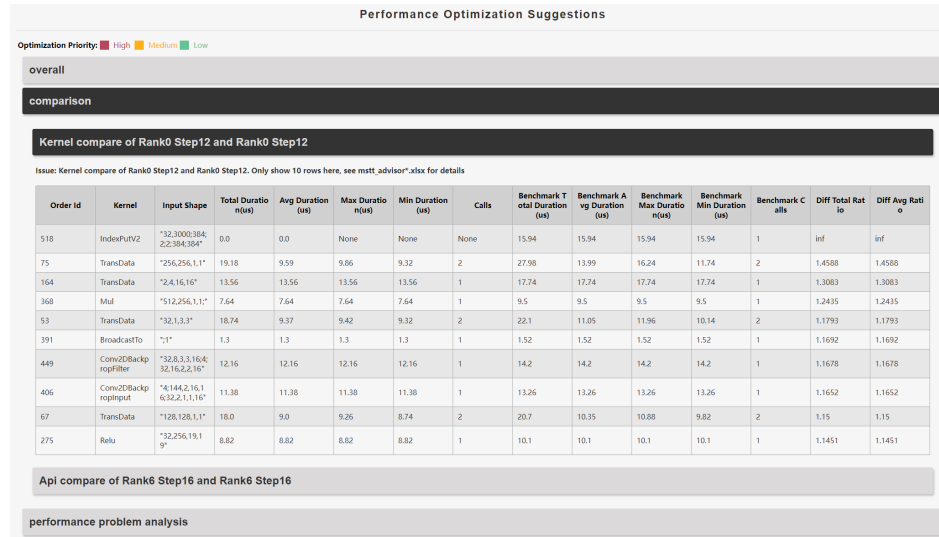 Performance Optimization Suggestions
Optimization Priority: High Medium Low
overall
comparison
Kernel compare of Rank0 Step12 and Rank0 Step12
Issue: Kernel compare of Rank0 Step12 and Rank0 Step12. Only show 10 rows here, see mstt_advisor*.xlsx for details
Order Id Kernel Input Shape Total Duratio n(us) Avg Duration (us) Max Duratio n(us) Min Duration (us) Calls Benchmark T otal Duration (us) Benchmark A vg Duration (us) Benchmark Max Duratio n(us) Benchmark Min Duration (us) Benchmark C alls Diff Total Rat io Diff Avg Rati o
518 IndexPutV2 "32,3000;384; 2;2;384;384" 0.0 0.0 None None None 15.94 15.94 15.94 15.94 1 inf inf
75 TransData "256,256,1,1" 19.18 9.59 9.86 9.32 2 27.98 13.99 16.24 11.74 2 1.4588 1.4588
164 TransData "2,4,16,16" 13.56 13.56 13.56 13.56 1 17.74 17.74 17.74 17.74 1 1.3083 1.3083
368 Mul "512,256,1,1;" 7.64 7.64 7.64 7.64 1 9.5 9.5 9.5 9.5 1 1.2435 1.2435
53 TransData "32,1,3,3" 18.74 9.37 9.42 9.32 2 22.1 11.05 11.96 10.14 2 1.1793 1.1793
391 BroadcastTo ";1" 1.3 1.3 1.3 1.3 1 1.52 1.52 1.52 1.52 1 1.1692 1.1692
449 Conv2DBackp ropFilter "32,8,3,3,16;4; 32,16,2,2,16" 12.16 12.16 12.16 12.16 1 14.2 14.2 14.2 14.2 1 1.1678 1.1678
406 Conv2DBackp ropInput "4;144,2,16,1 6;32,2,1,1,16" 11.38 11.38 11.38 11.38 1 13.26 13.26 13.26 13.26 1 1.1652 1.1652
67 TransData "128,128,1,1" 18.0 9.0 9.26 8.74 2 20.7 10.35 10.88 9.82 2 1.15 1.15
275 Relu "32,256,19,1 9" 8.82 8.82 8.82 8.82 1 10.1 10.1 10.1 10.1 1 1.1451 1.1451
Api compare of Rank6 Step16 and Rank6 Step16
performance problem analysis